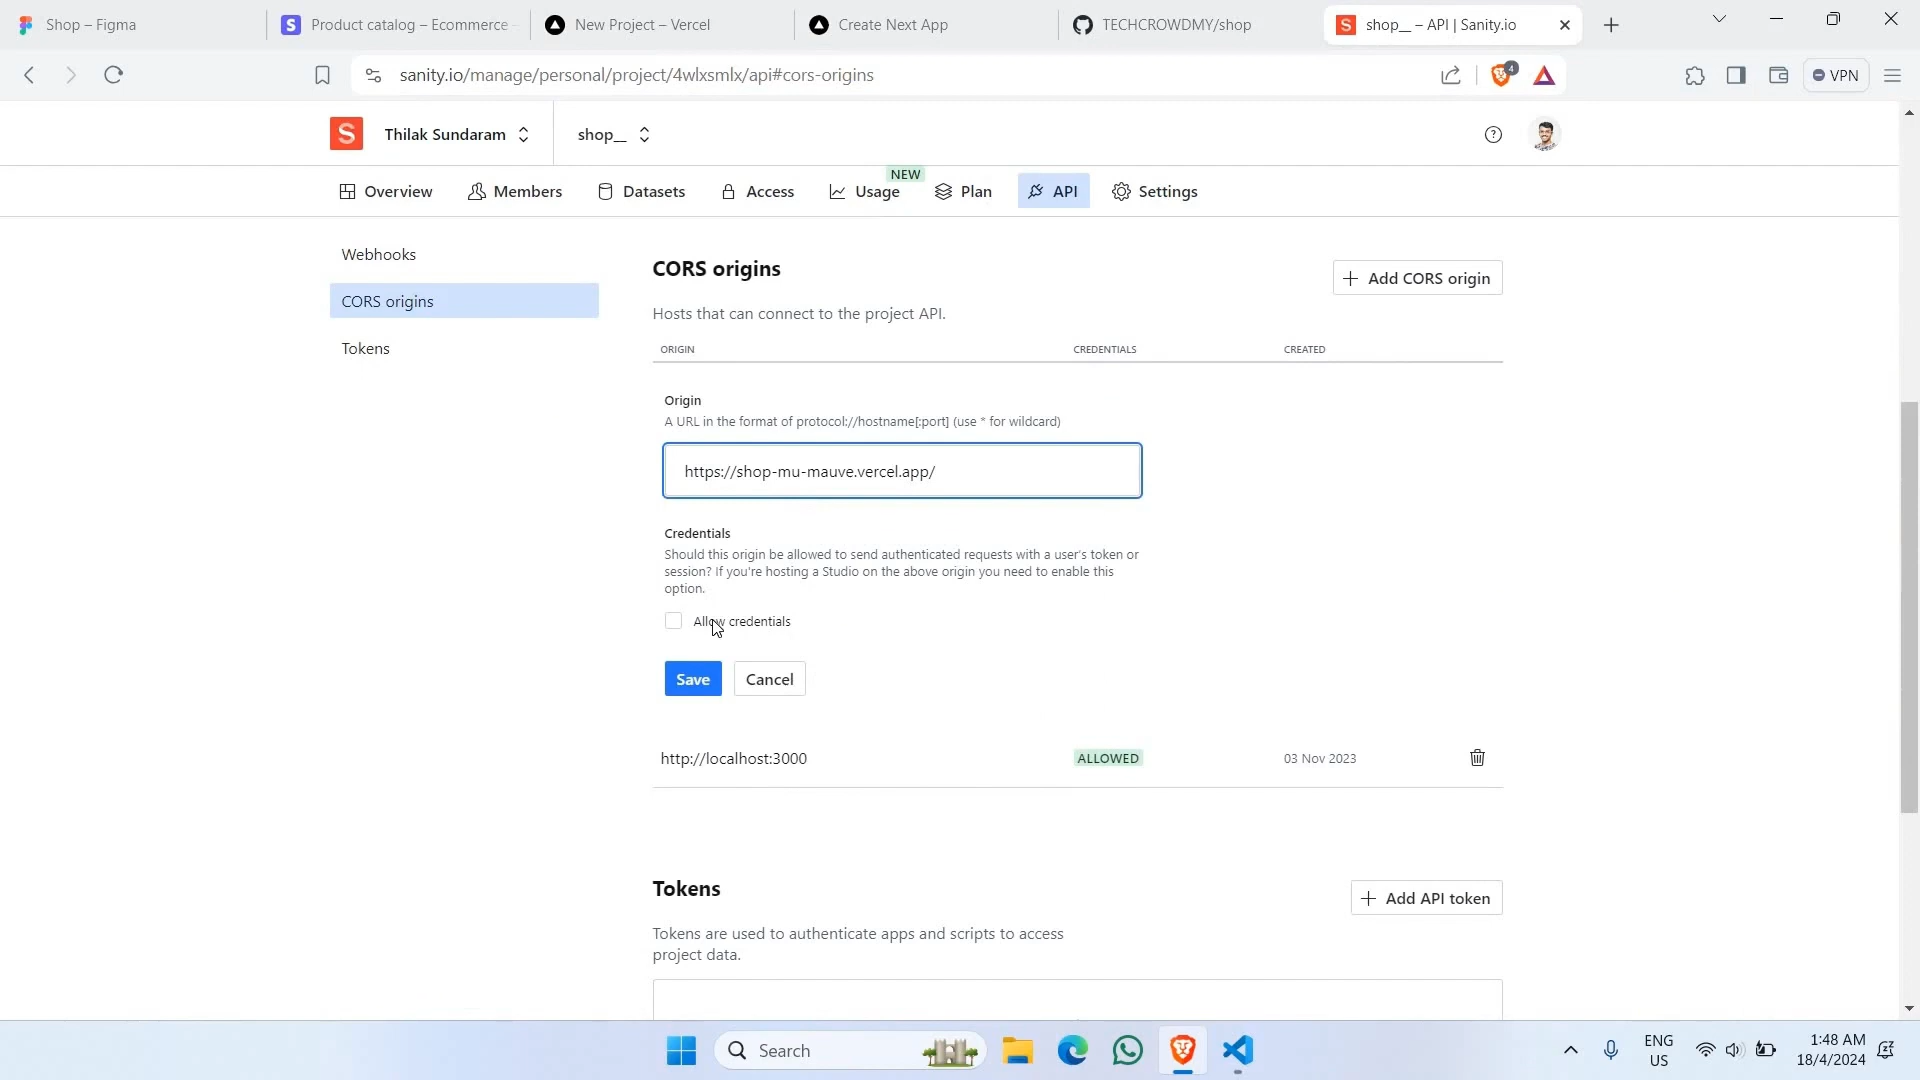 Shop – Figma
Product catalog – Ecommerce
New Project – Vercel
Create Next App
TECHCROWDMY/shop
shop__ – API | Sanity.io
sanity.io/manage/personal/project/4wlxsmlx/api#cors-origins
4
VPN
Thilak Sundaram
shop__
Overview
Members
Datasets
Access
Usage
NEW
Plan
API
Settings
Webhooks
CORS origins
Tokens
CORS origins
Add CORS origin
Hosts that can connect to the project API.
ORIGIN CREDENTIALS CREATED
Origin
A URL in the format of protocol://hostname[:port] (use * for wildcard)
https://shop-mu-mauve.vercel.app/
Credentials
Should this origin be allowed to send authenticated requests with a user's token or
session? If you're hosting a Studio on the above origin you need to enable this
option.
Allow credentials
Save
Cancel
http://localhost:3000 ALLOWED 03 Nov 2023
Tokens
Add API token
Tokens are used to authenticate apps and scripts to access
project data.
Search
ENG
US
1:48 AM
18/4/2024